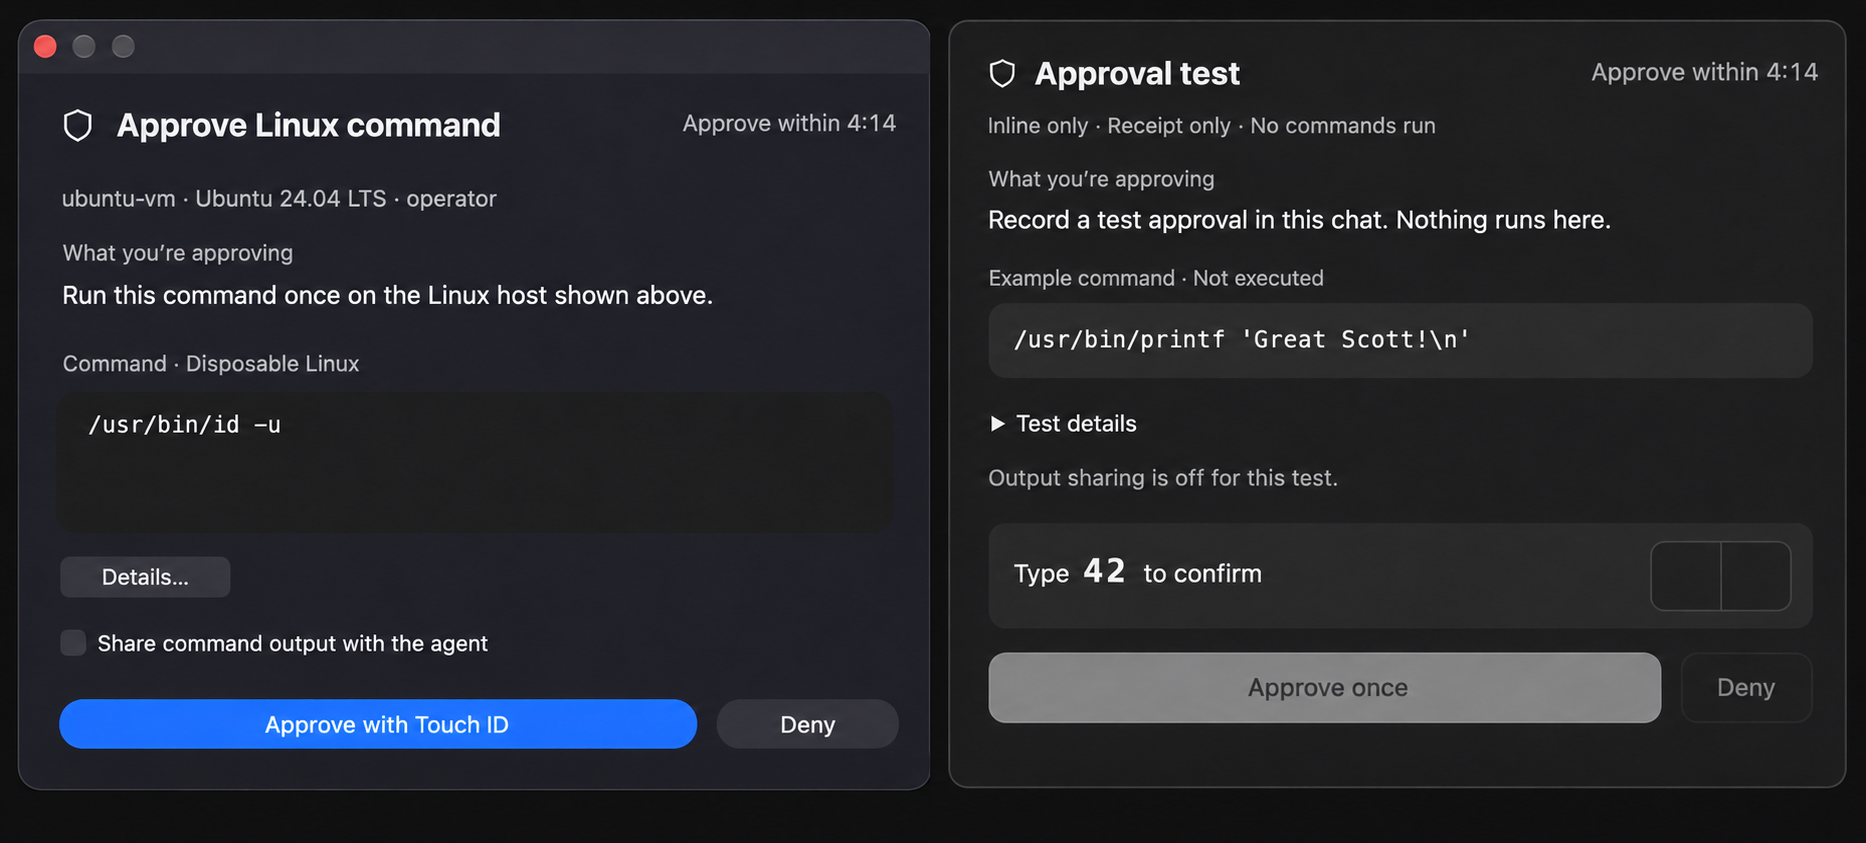 Approve Linux command
Approve within 4:14
ubuntu-vm · Ubuntu 24.04 LTS · operator
What you’re approving
Run this command once on the Linux host shown above.
Command · Disposable Linux
/usr/bin/id –u
Details...
Share command output with the agent
Approve with Touch ID
Deny
Approval test
Approve within 4:14
Inline only · Receipt only · No commands run
What you’re approving
Record a test approval in this chat. Nothing runs here.
Example command · Not executed
/usr/bin/printf 'Great Scott!\n'
Test details
Output sharing is off for this test.
Type 42 to confirm
Approve once
Deny